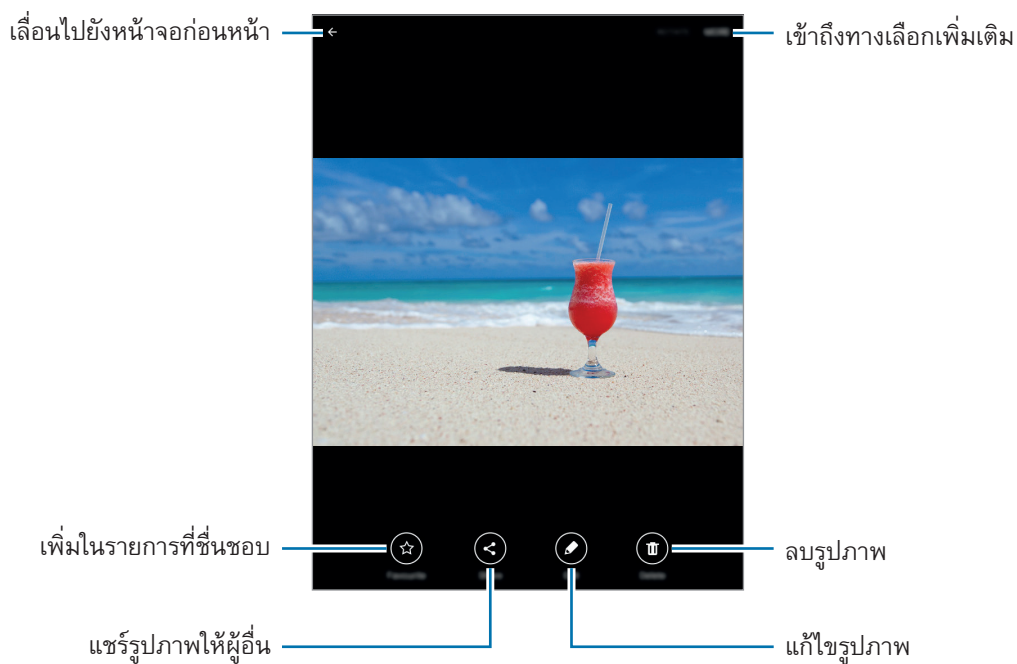 เลื่อนไปยังหน้าจอก่อนหน้า
เข้าถึงทางเลือกเพิ่มเติม
เพิ่มในรายการที่ชื่นชอบ
ลบรูปภาพ
Favourite
Delete
แชร์รูปภาพให้ผู้อื่น
แก้ไขรูปภาพ